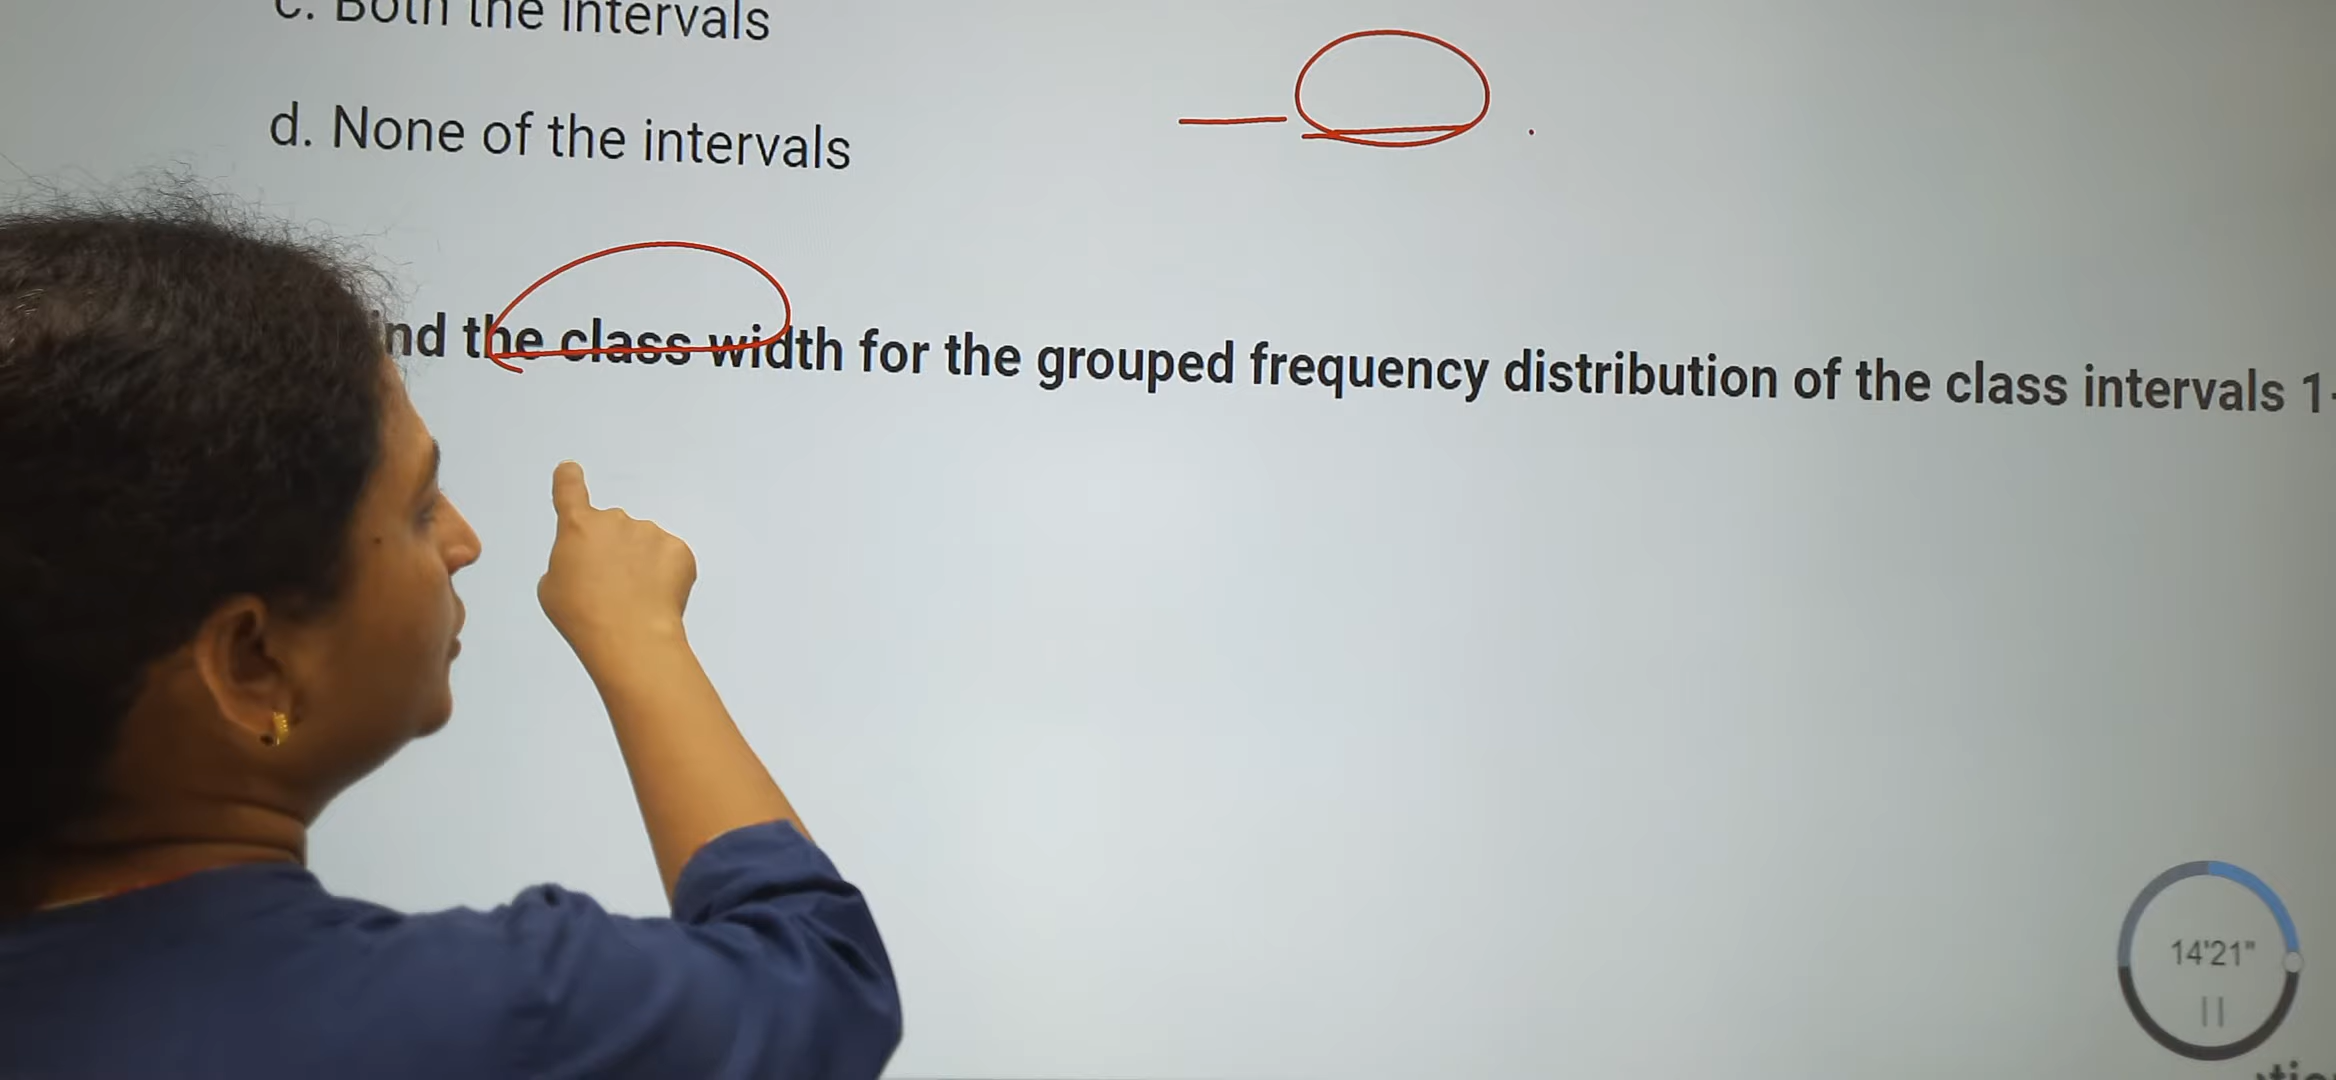 c. Both the intervals
d. None of the intervals
the class width for the grouped frequency distribution of the class intervals 1-
14'21"